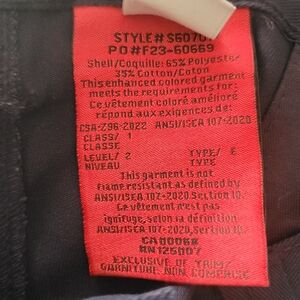 STYLE# S6070
PO#F23-60669
Shell/Coquille: 65% Polyester
35% Cotton/Coton
This enhanced colored garment
meets the requirements for:
Ce vêtement coloré amélioré
répond aux exigences de:
CSA-Z96-2022 ANSI/ISEA 107-2020
CLASS/ 1
CLASSE
LEVEL/ 2 TYPE/ E
NIVEAU TYPE
This garment is not
flame resistant as defined by
ANSI/ISEA 107-2020 Section 10.
Ce vêtement n'est pas
ignifuge, selon sa définition
ANSI/ISEA 107-2020, Section 10.
CA00068
RN125007
EXCLUSIVE OF TRIM/
GARNITURE NON COMPRISE